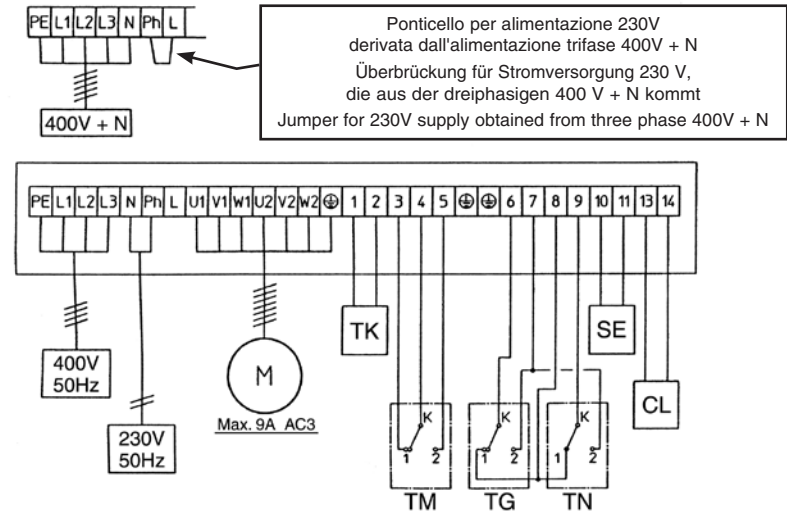 PE L1 L2 L3 N Ph L
400V + N
Ponticello per alimentazione 230V
derivata dall'alimentazione trifase 400V + N
Überbrückung für Stromversorgung 230 V,
die aus der dreiphasigen 400 V + N kommt
Jumper for 230V supply obtained from three phase 400V + N
PE L1 L2 L3 N Ph L U1 V1 W1 U2 V2 W2 1 2 3 4 5 6 7 8 9 10 11 13 14
TK
SE
400V
50Hz
M
Max. 9A AC3
CL
230V
50Hz
K K K
1 2 1 2 1 2
TM TG TN